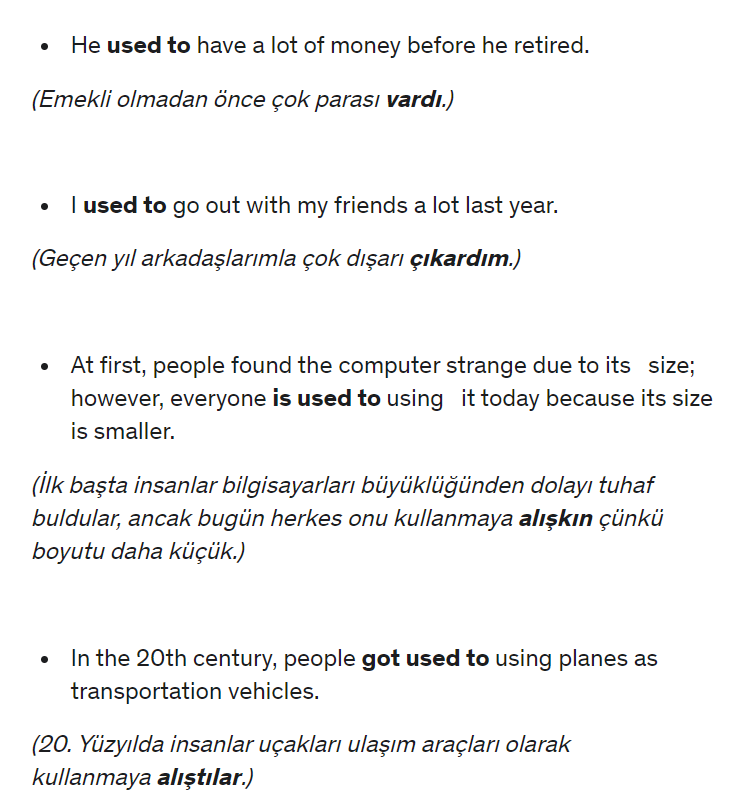 • He used to have a lot of money before he retired.
(Emekli olmadan önce çok parası vardı.)
• I used to go out with my friends a lot last year.
(Geçen yıl arkadaşlarımla çok dışarı çıkardım.)
• At first, people found the computer strange due to its size;
however, everyone is used to using it today because its size
is smaller.
(İlk başta insanlar bilgisayarları büyüklüğünden dolayı tuhaf
buldular, ancak bugün herkes onu kullanmaya alışkın çünkü
boyutu daha küçük.)
• In the 20th century, people got used to using planes as
transportation vehicles.
(20. Yüzyılda insanlar uçakları ulaşım araçları olarak
kullanmaya alıştılar.)